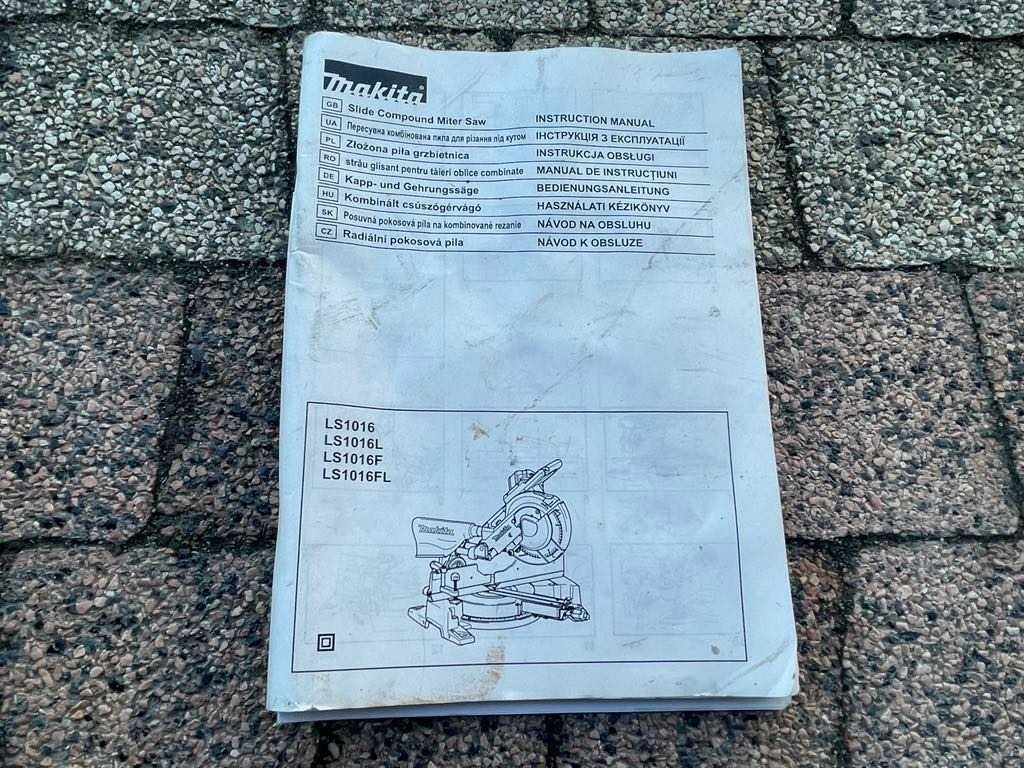 Makita
GB Slide Compound Miter Saw INSTRUCTION MANUAL
UA Пересувна комбінована пила для різання під кутом ІНСТРУКЦІЯ З ЕКСПЛУАТАЦІЇ
PL Złożona piła grzbietnica INSTRUKCJA OBSŁUGI
RO strău glisant pentru tăieri oblice combinate MANUAL DE INSTRUCŢIUNI
DE Kapp- und Gehrungssäge BEDIENUNGSANLEITUNG
HU Kombinált csúszógérvágó HASZNÁLATI KÉZIKÖNYV
SK Posuvná pokosová píla na kombinované rezanie NÁVOD NA OBSLUHU
CZ Radiální pokosová pila NÁVOD K OBSLUZE
LS1016
LS1016L
LS1016F
LS1016FL
Makita